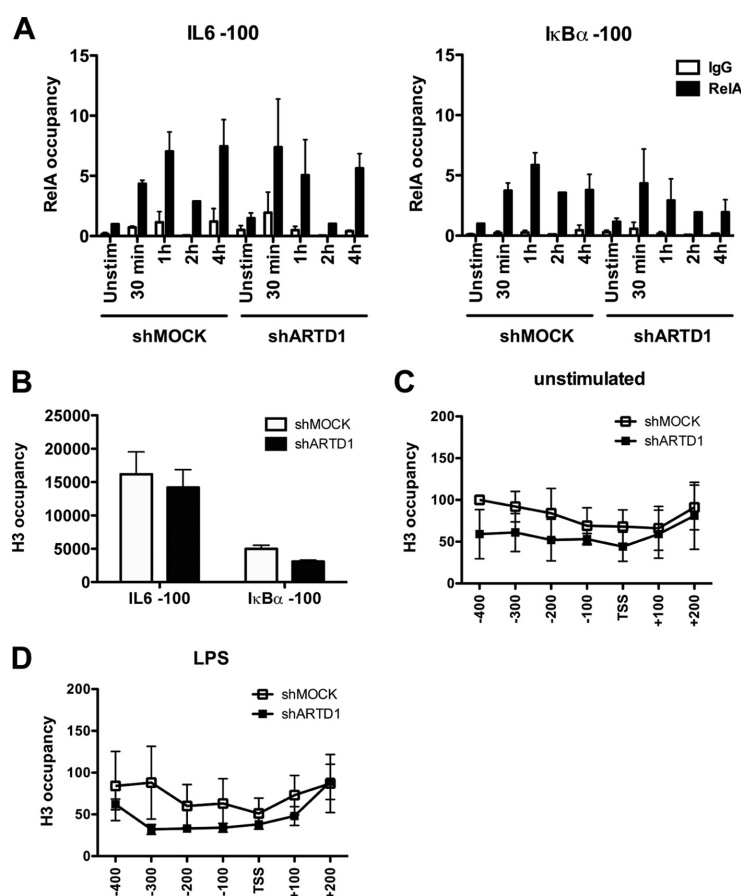 A
IL6 -100
IκBα -100
15
10
5
0
RelA occupancy
Unstim
30 min
1h
2h
4h
Unstim
30 min
1h
2h
4h
shMOCK
shARTD1
15
10
5
0
RelA occupancy
IgG
RelA
Unstim
30 min
1h
2h
4h
Unstim
30 min
1h
2h
4h
shMOCK
shARTD1
B
25000
20000
15000
10000
5000
0
H3 occupancy
shMOCK
shARTD1
IL6 -100
IκBα -100
C
unstimulated
200
150
100
50
0
H3 occupancy
shMOCK
shARTD1
-400
-300
-200
-100
TSS
+100
+200
D
LPS
200
150
100
50
0
H3 occupancy
shMOCK
shARTD1
-400
-300
-200
-100
TSS
+100
+200